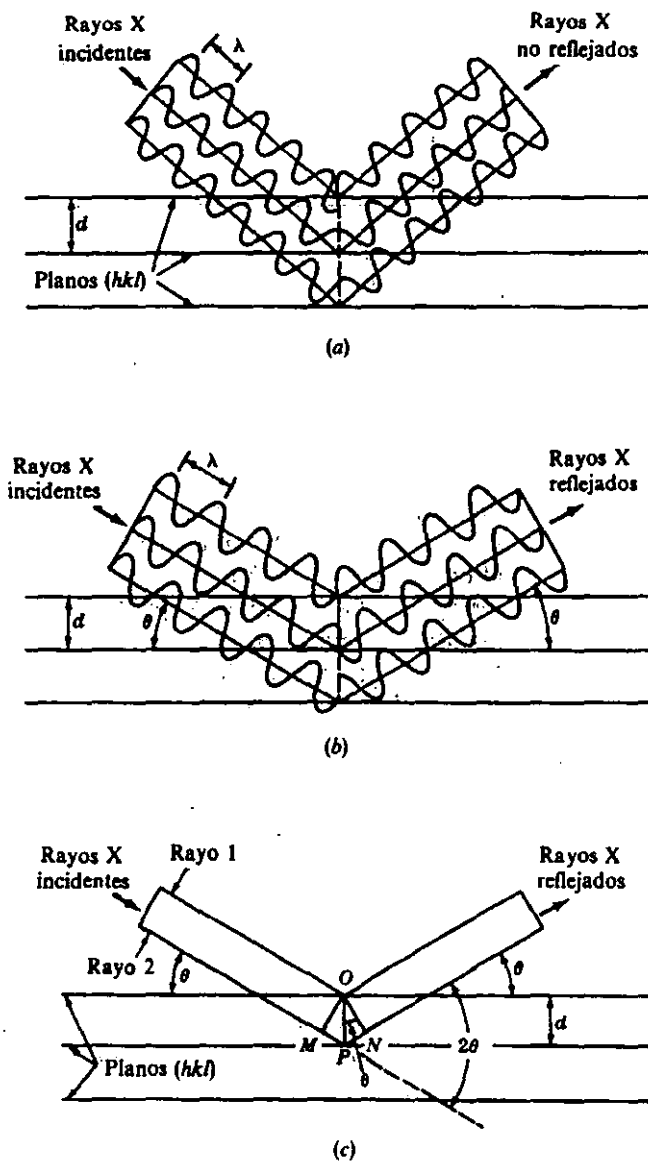 Rayos X
incidentes
λ
Rayos X
no reflejados
d
Planos (hkl)
(a)
Rayos X
incidentes
λ
Rayos X
reflejados
d
θ
θ
(b)
Rayos X
incidentes
Rayo 1
Rayos X
reflejados
Rayo 2
θ
O
θ
d
M
P
N
2θ
Planos (hkl)
θ
(c)